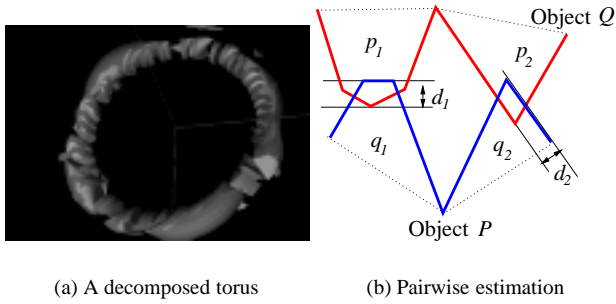 Object Q
p1
p2
d1
q1
q2
d2
Object P
(a) A decomposed torus
(b) Pairwise estimation